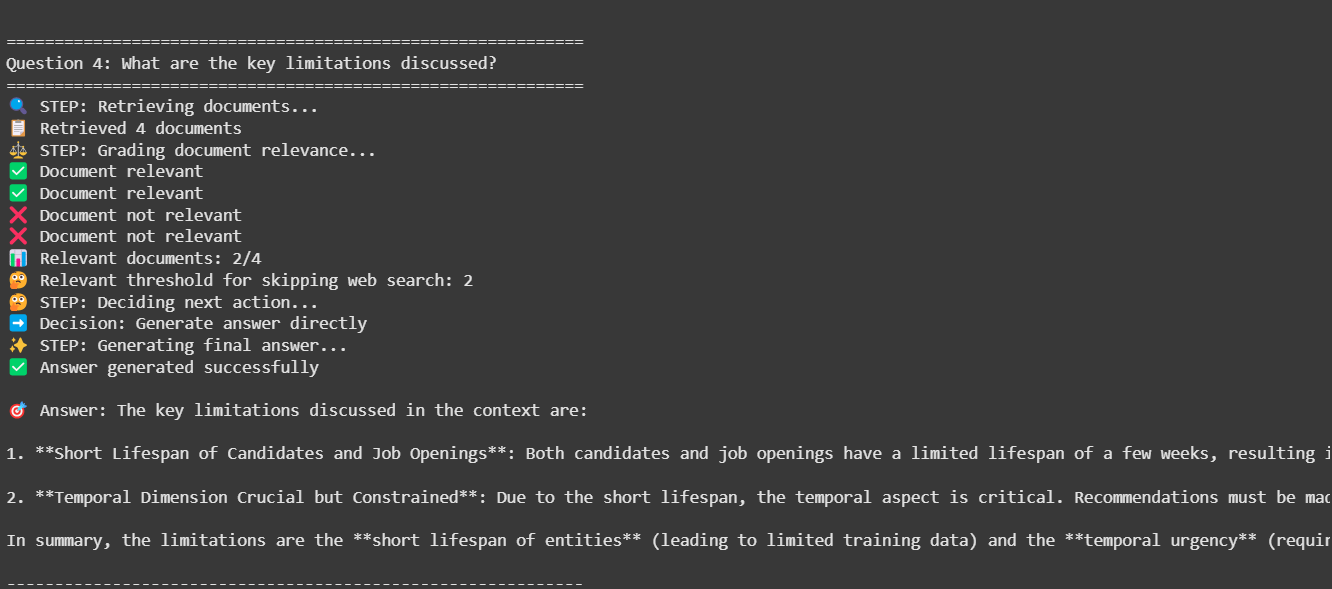 ============================================================
Question 4: What are the key limitations discussed?
============================================================
🔍 STEP: Retrieving documents...
📋 Retrieved 4 documents
⚖️ STEP: Grading document relevance...
✅ Document relevant
✅ Document relevant
❌ Document not relevant
❌ Document not relevant
📊 Relevant documents: 2/4
🤔 Relevant threshold for skipping web search: 2
🤔 STEP: Deciding next action...
➡️ Decision: Generate answer directly
✨ STEP: Generating final answer...
✅ Answer generated successfully
🎯 Answer: The key limitations discussed in the context are:
1. **Short Lifespan of Candidates and Job Openings**: Both candidates and job openings have a limited lifespan of a few weeks, resulting
2. **Temporal Dimension Crucial but Constrained**: Due to the short lifespan, the temporal aspect is critical. Recommendations must be
In summary, the limitations are the **short lifespan of entities** (leading to limited training data) and the **temporal urgency**
------------------------------------------------------------